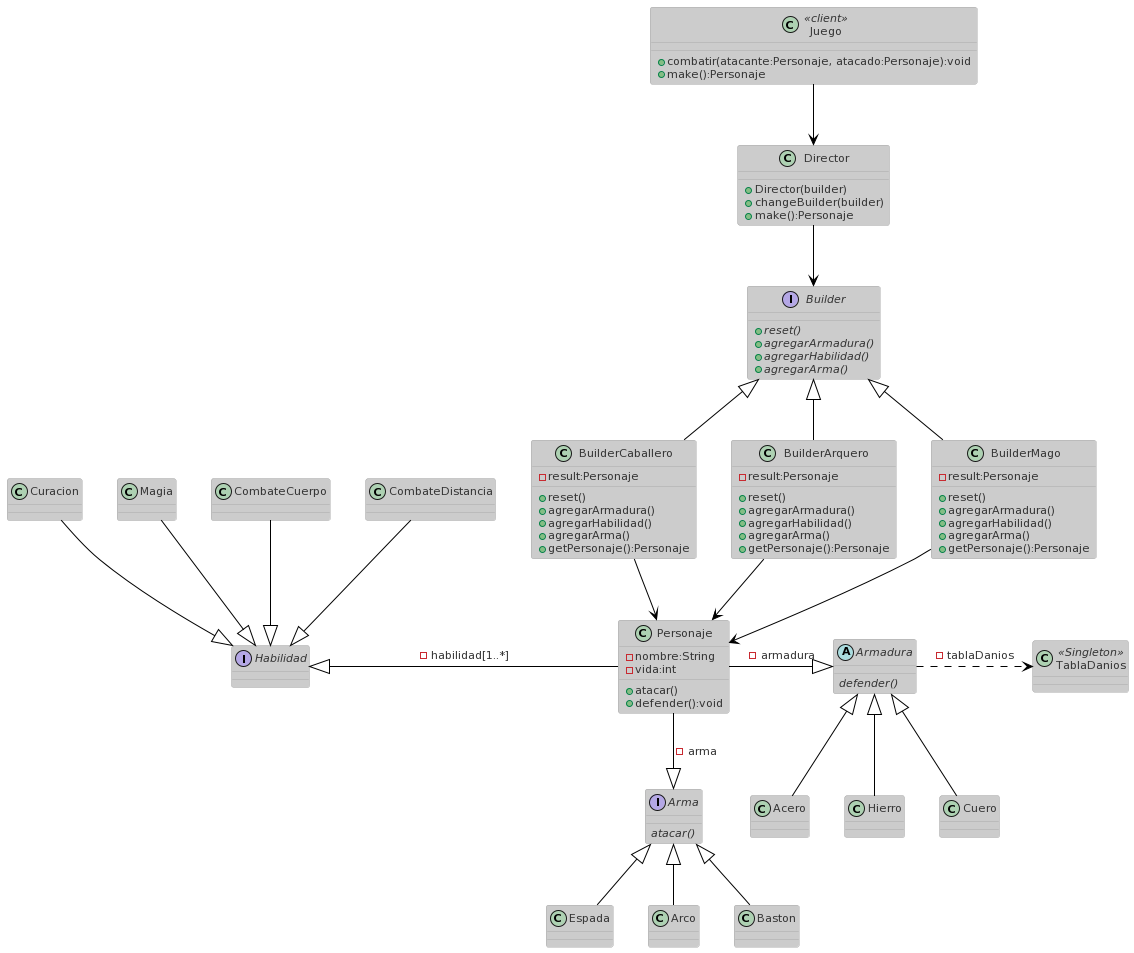 «client»
C Juego
combatir(atacante:Personaje, atacado:Personaje):void
make():Personaje
C Director
Director(builder)
changeBuilder(builder)
make():Personaje
I Builder
reset()
agregarArmadura()
agregarHabilidad()
agregarArma()
C BuilderCaballero
result:Personaje
reset()
agregarArmadura()
agregarHabilidad()
agregarArma()
getPersonaje():Personaje
C BuilderArquero
result:Personaje
reset()
agregarArmadura()
agregarHabilidad()
agregarArma()
getPersonaje():Personaje
C BuilderMago
result:Personaje
reset()
agregarArmadura()
agregarHabilidad()
agregarArma()
getPersonaje():Personaje
C Curacion
C Magia
C CombateCuerpo
C CombateDistancia
I Habilidad
habilidad[1..*]
C Personaje
nombre:String
vida:int
atacar()
defender():void
armadura
A Armadura
defender()
tablaDanios
«Singleton»
C TablaDanios
arma
I Arma
atacar()
C Acero
C Hierro
C Cuero
C Espada
C Arco
C Baston